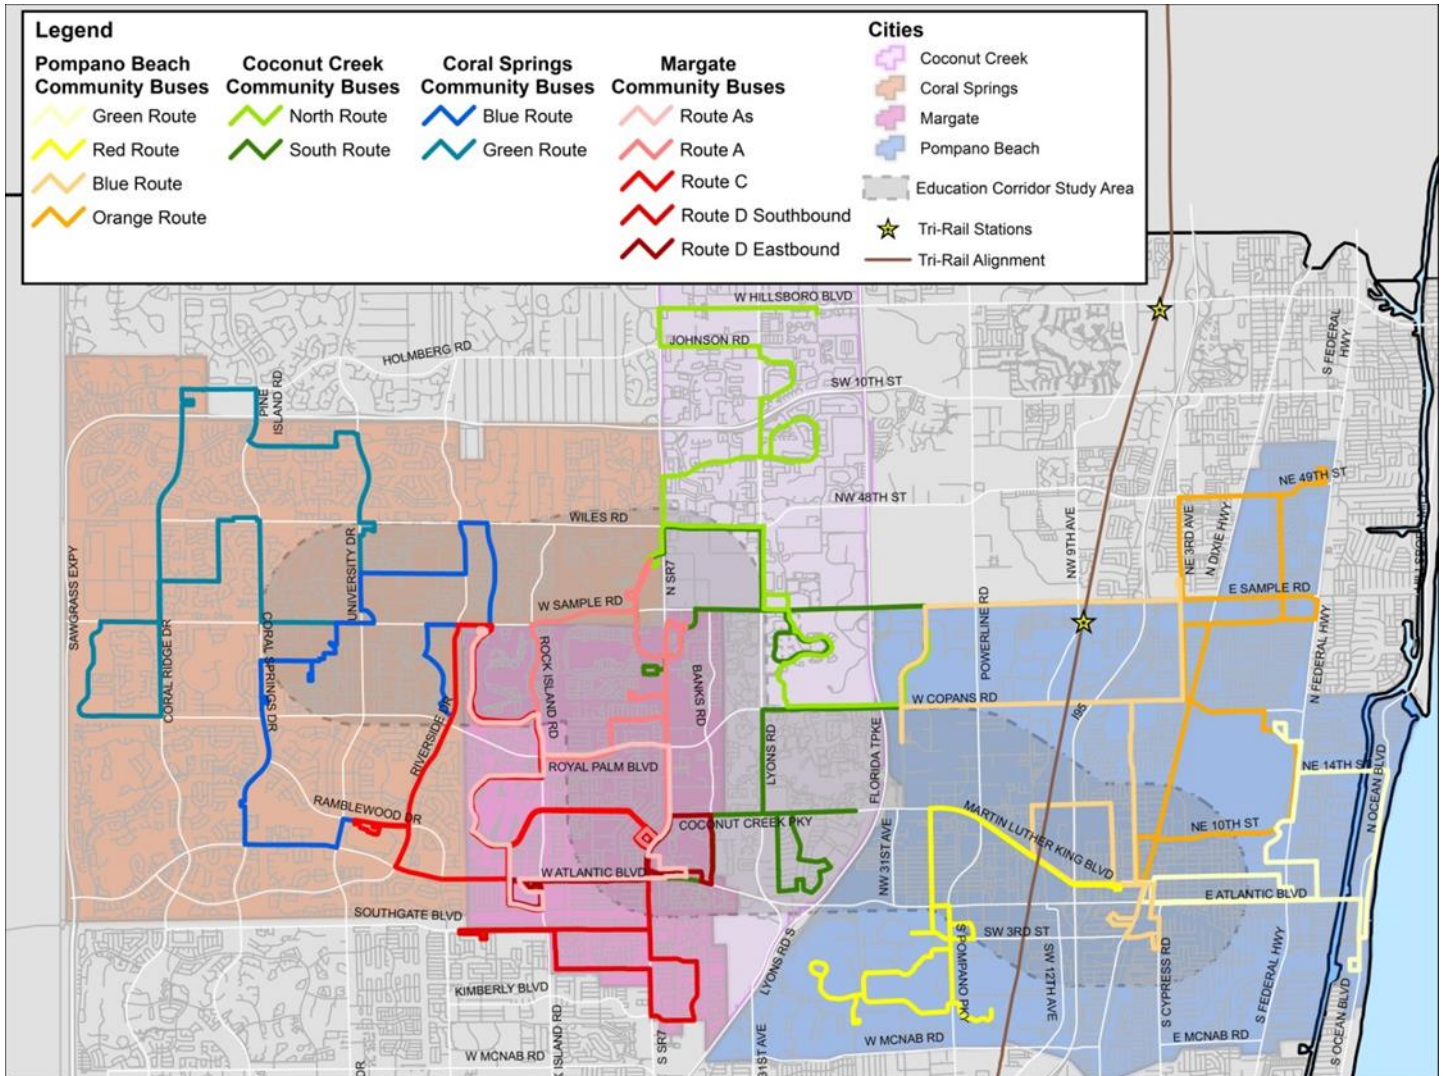 Legend
Pompano Beach
Community Buses
Green Route
Red Route
Blue Route
Orange Route
Coconut Creek
Community Buses
North Route
South Route
Coral Springs
Community Buses
Blue Route
Green Route
Margate
Community Buses
Route As
Route A
Route C
Route D Southbound
Route D Eastbound
Cities
Coconut Creek
Coral Springs
Margate
Pompano Beach
Education Corridor Study Area
Tri-Rail Stations
Tri-Rail Alignment
W HILLSBORO BLVD
JOHNSON RD
HOLMBERG RD
SW 10TH ST
S FEDERAL
HWY
PINE
ISLAND RD
NE 49TH ST
NW 48TH ST
WILES RD
UNIVERSITY DR
N SR7
NW 9TH AVE
NE 3RD AVE
N DIXIE HWY
SAWGRASS EXPY
W SAMPLE RD
E SAMPLE RD
POWERLINE RD
CORAL RIDGE DR
CORAL SPRINGS DR
ROCK ISLAND RD
BANKS RD
N FEDERAL HWY
W COPANS RD
I95
RIVERSIDE DR
LYONS RD
FLORIDA TPKE
ROYAL PALM BLVD
NE 14TH ST
N OCEAN BLVD
RAMBLEWOOD DR
COCONUT CREEK PKY
MARTIN LUTHER KING BLVD
NE 10TH ST
NW 31ST AVE
W ATLANTIC BLVD
E ATLANTIC BLVD
SOUTHGATE BLVD
SW 3RD ST
LYONS RD S
S POMPANO PKY
SW 12TH AVE
S CYPRESS RD
S FEDERAL HWY
S OCEAN BLVD
KIMBERLY BLVD
W MCNAB RD
E MCNAB RD
W MCNAB RD
K ISLAND RD
S SR7
31ST AVE
DR